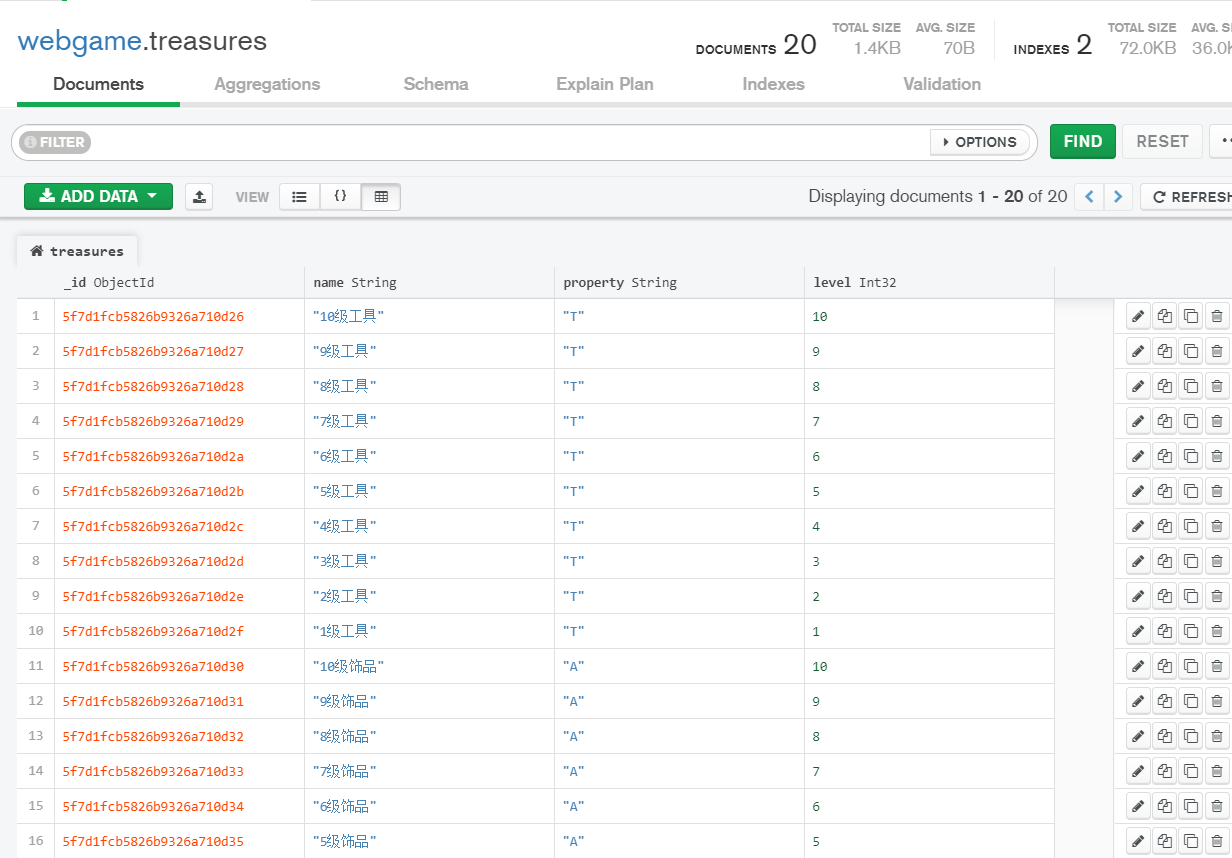 webgame.treasures
DOCUMENTS 20
TOTAL SIZE 1.4KB
AVG. SIZE 70B
INDEXES 2
TOTAL SIZE 72.0KB
AVG. 36.0
Documents Aggregations Schema Explain Plan Indexes Validation
FILTER
OPTIONS
FIND
RESET
ADD DATA
VIEW
{}
Displaying documents 1 - 20 of 20
REFRESH
treasures
_id ObjectId name String property String level Int32
1 5f7d1fcb5826b9326a710d26 "10级工具" "T" 10
2 5f7d1fcb5826b9326a710d27 "9级工具" "T" 9
3 5f7d1fcb5826b9326a710d28 "8级工具" "T" 8
4 5f7d1fcb5826b9326a710d29 "7级工具" "T" 7
5 5f7d1fcb5826b9326a710d2a "6级工具" "T" 6
6 5f7d1fcb5826b9326a710d2b "5级工具" "T" 5
7 5f7d1fcb5826b9326a710d2c "4级工具" "T" 4
8 5f7d1fcb5826b9326a710d2d "3级工具" "T" 3
9 5f7d1fcb5826b9326a710d2e "2级工具" "T" 2
10 5f7d1fcb5826b9326a710d2f "1级工具" "T" 1
11 5f7d1fcb5826b9326a710d30 "10级饰品" "A" 10
12 5f7d1fcb5826b9326a710d31 "9级饰品" "A" 9
13 5f7d1fcb5826b9326a710d32 "8级饰品" "A" 8
14 5f7d1fcb5826b9326a710d33 "7级饰品" "A" 7
15 5f7d1fcb5826b9326a710d34 "6级饰品" "A" 6
16 5f7d1fcb5826b9326a710d35 "5级饰品" "A" 5